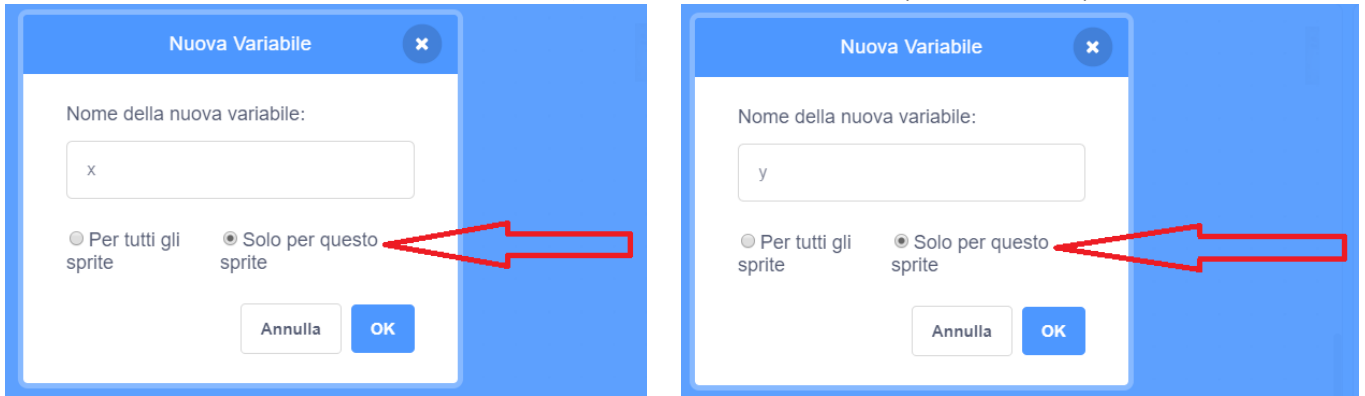 Nuova Variabile
Nome della nuova variabile:
x
Per tutti gli sprite
Solo per questo sprite
Annulla
OK
Nuova Variabile
Nome della nuova variabile:
y
Per tutti gli sprite
Solo per questo sprite
Annulla
OK